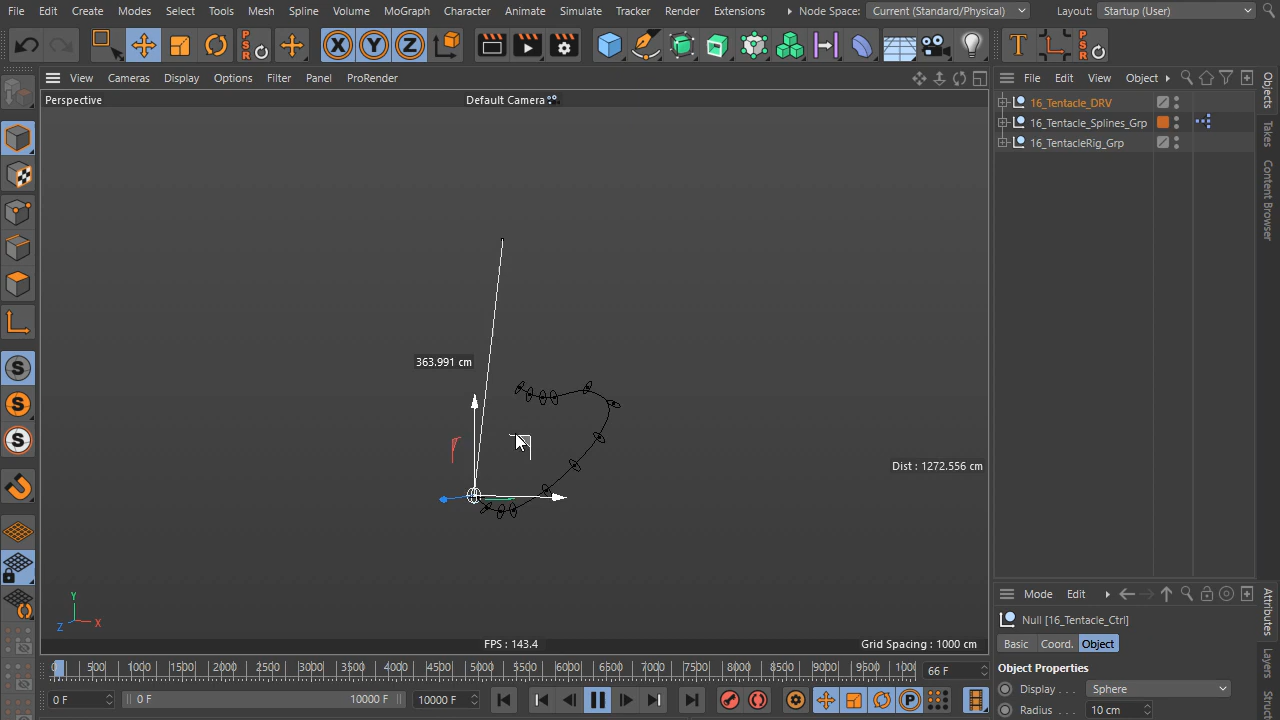 File Edit Create Modes Select Tools Mesh Spline Volume MoGraph Character Animate Simulate Tracker Render Extensions Node Space: Current (Standard/Physical) Layout: Startup (User)
PSR X Y Z T PSR
View Cameras Display Options Filter Panel ProRender
File Edit View Object
Perspective Default Camera
16_Tentacle_DRV
16_Tentacle_Splines_Grp
16_TentacleRig_Grp
Objects
Takes
Content Browser
363.991 cm
Dist : 1272.556 cm
S
S
S
Y
Z X
FPS : 143.4 Grid Spacing : 1000 cm
Mode Edit
Null [16_Tentacle_Ctrl]
Basic Coord. Object
Object Properties
Display . . . Sphere
Radius . . . . 10 cm
Attributes
Layers
Struct
0 500 1000 1500 2000 2500 3000 3500 4000 4500 5000 5500 6000 6500 7000 7500 8000 8500 9000 9500 1000 66 F
0 F 0 F 10000 F 10000 F P